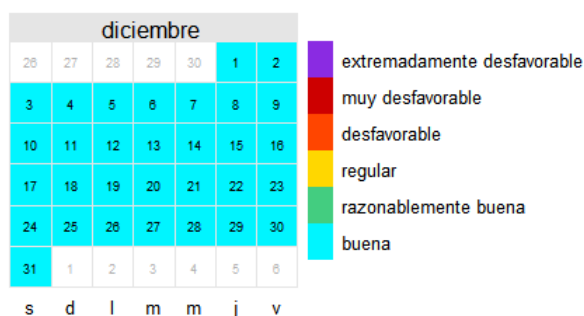 diciembre
26 27 28 29 30 1 2
3 4 5 6 7 8 9
10 11 12 13 14 15 16
17 18 19 20 21 22 23
24 25 26 27 28 29 30
31 1 2 3 4 5 6
s d l m m j v
extremadamente desfavorable
muy desfavorable
desfavorable
regular
razonablemente buena
buena